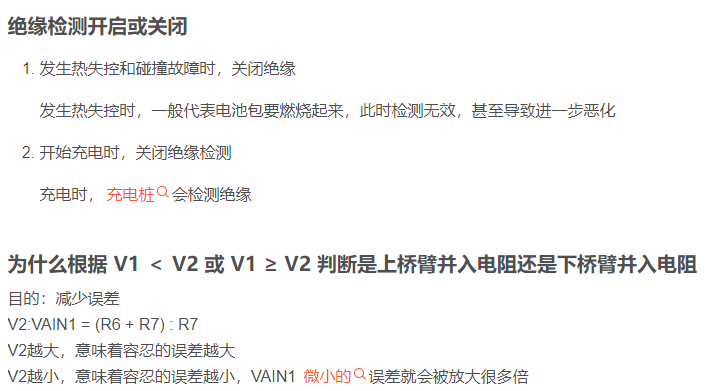 绝缘检测开启或关闭
1. 发生热失控和碰撞故障时，关闭绝缘
发生热失控时，一般代表电池包要燃烧起来，此时检测无效，甚至导致进一步恶化
2. 开始充电时，关闭绝缘检测
充电时，充电桩会检测绝缘
为什么根据 V1 ＜ V2 或 V1 ≥ V2 判断是上桥臂并入电阻还是下桥臂并入电阻
目的：减少误差
V2:VAIN1 = (R6 + R7) : R7
V2越大，意味着容忍的误差越大
V2越小，意味着容忍的误差越小，VAIN1 微小的误差就会被放大很多倍